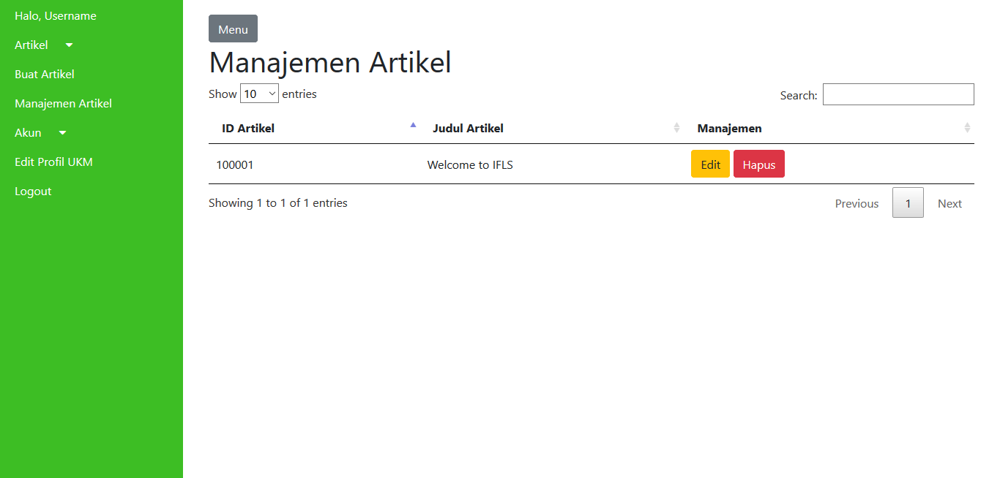 Halo, Username
Artikel
Buat Artikel
Manajemen Artikel
Akun
Edit Profil UKM
Logout
Menu
Manajemen Artikel
Show 10 entries
Search:
ID Artikel Judul Artikel Manajemen
100001 Welcome to IFLS Edit Hapus
Showing 1 to 1 of 1 entries
Previous 1 Next